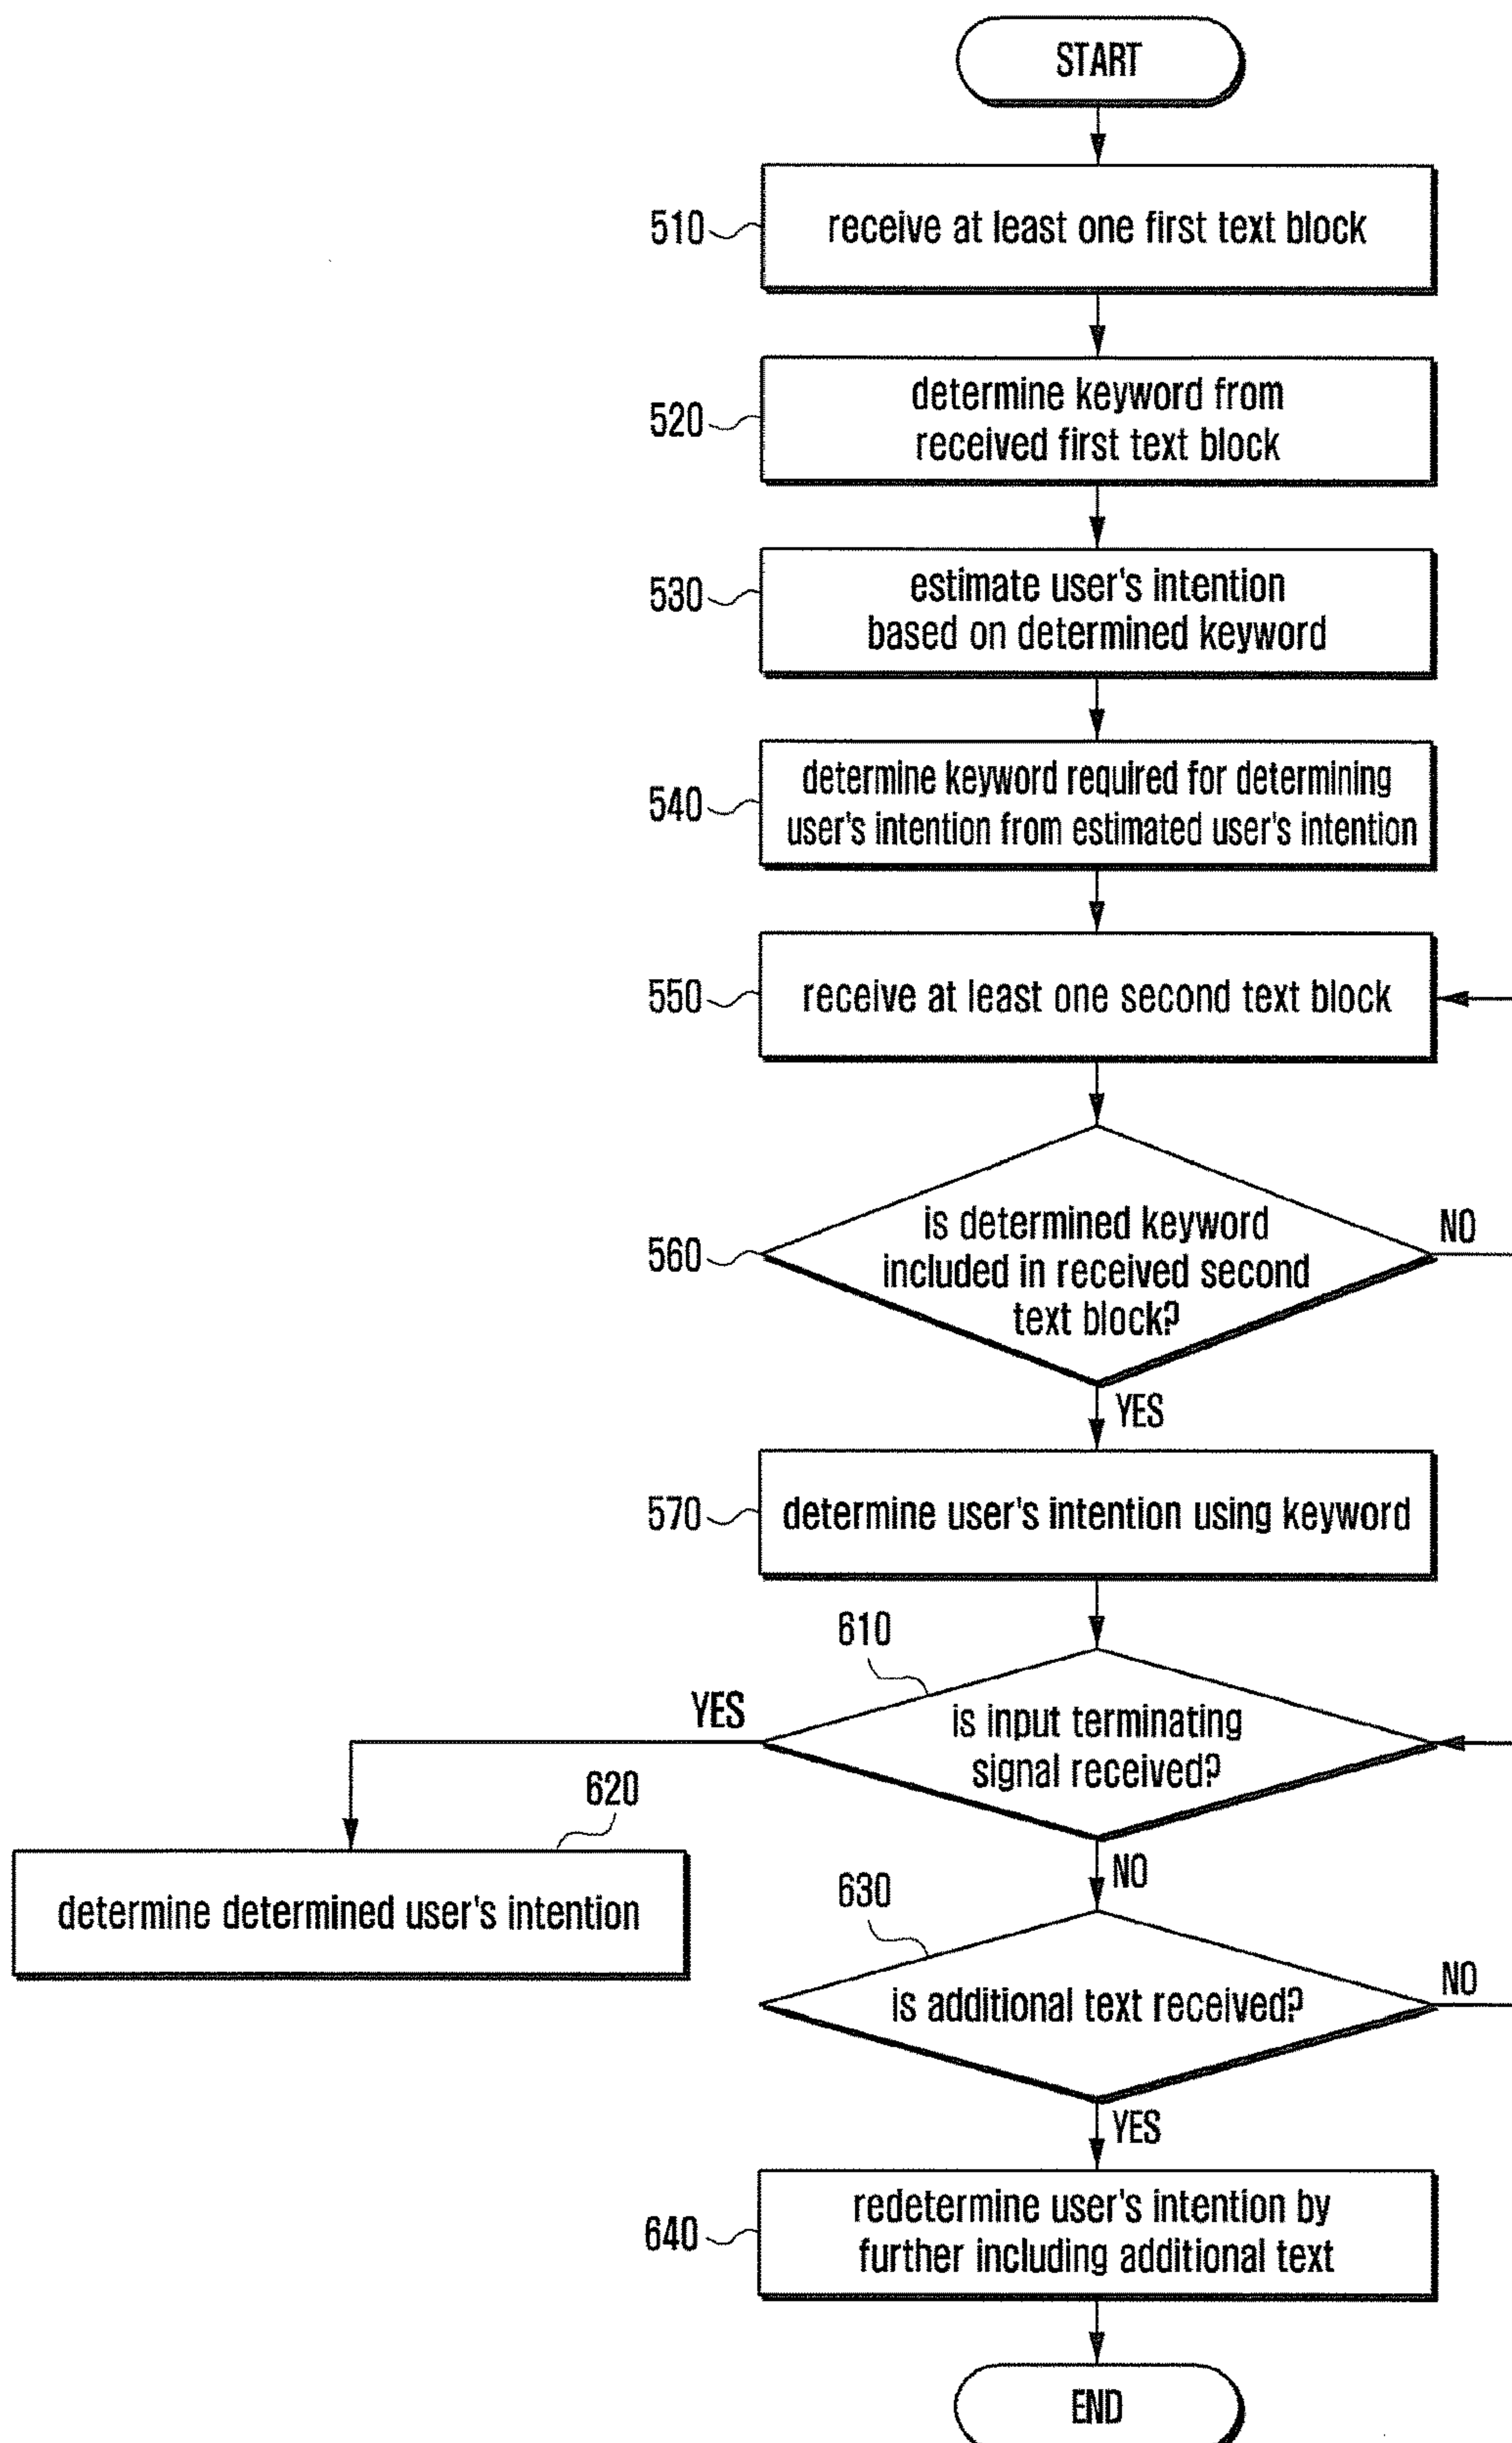 START
510
receive at least one first text block
520
determine keyword from
received first text block
530
estimate user's intention
based on determined keyword
540
determine keyword required for determining
user's intention from estimated user's intention
550
receive at least one second text block
560
is determined keyword
included in received second
text block?
NO
YES
570
determine user's intention using keyword
610
is input terminating
signal received?
YES
620
determine determined user's intention
NO
630
is additional text received?
NO
YES
640
redetermine user's intention by
further including additional text
END